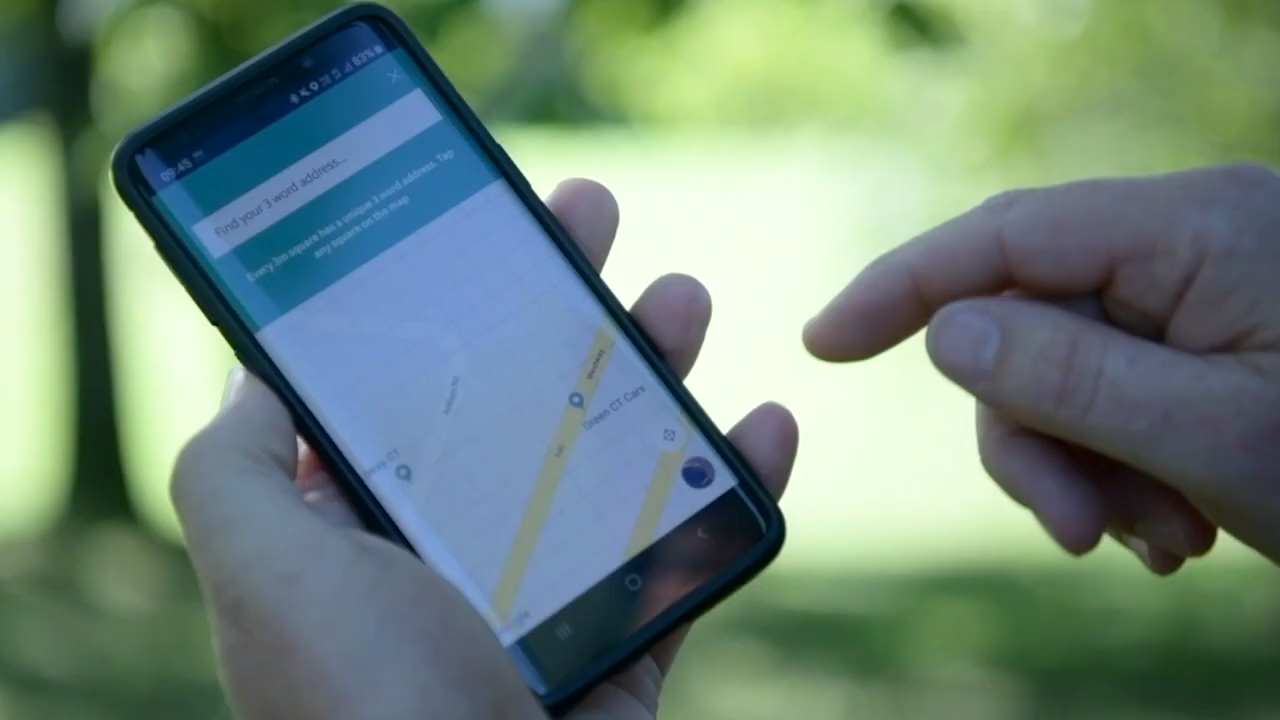 09:45
83%
Find your 3 word address...
Every 3m square has a unique 3 word address. Tap
any square on the map
Green CT Cars